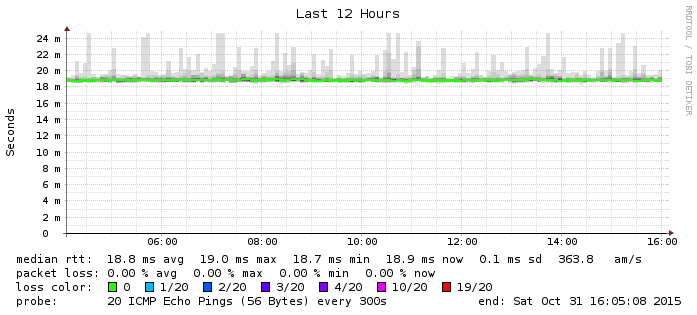 Last 12 Hours
RRDTOOL / TOBI OETIKER
Seconds
24 m
22 m
20 m
18 m
16 m
14 m
12 m
10 m
8 m
6 m
4 m
2 m
0
06:00 08:00 10:00 12:00 14:00 16:00
median rtt: 18.8 ms avg 19.0 ms max 18.7 ms min 18.9 ms now 0.1 ms sd 363.8 am/s
packet loss: 0.00 % avg 0.00 % max 0.00 % min 0.00 % now
loss color: 0 1/20 2/20 3/20 4/20 10/20 19/20
probe: 20 ICMP Echo Pings (56 Bytes) every 300s end: Sat Oct 31 16:05:08 2015